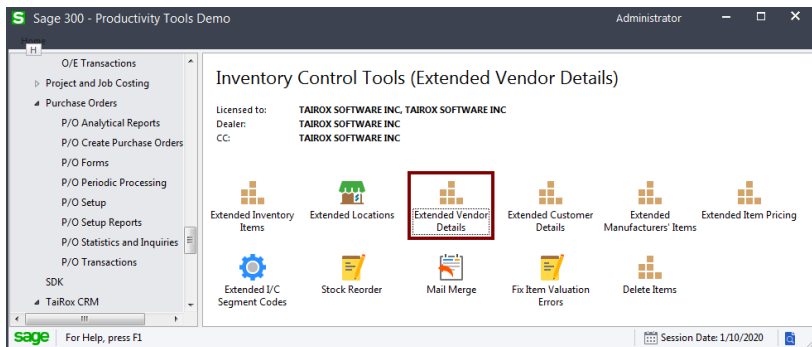 S Sage 300 - Productivity Tools Demo
Administrator
Home
H
O/E Transactions
Project and Job Costing
Purchase Orders
P/O Analytical Reports
P/O Create Purchase Orders
P/O Forms
P/O Periodic Processing
P/O Setup
P/O Setup Reports
P/O Statistics and Inquiries
P/O Transactions
SDK
TaiRox CRM
Inventory Control Tools (Extended Vendor Details)
Licensed to: TAIROX SOFTWARE INC, TAIROX SOFTWARE INC
Dealer: TAIROX SOFTWARE INC
CC: TAIROX SOFTWARE INC
Extended Inventory
Items
Extended Locations
Extended Vendor
Details
Extended Customer
Details
Extended
Manufacturers' Items
Extended Item Pricing
Extended I/C
Segment Codes
Stock Reorder
Mail Merge
Fix Item Valuation
Errors
Delete Items
sage For Help, press F1
Session Date: 1/10/2020